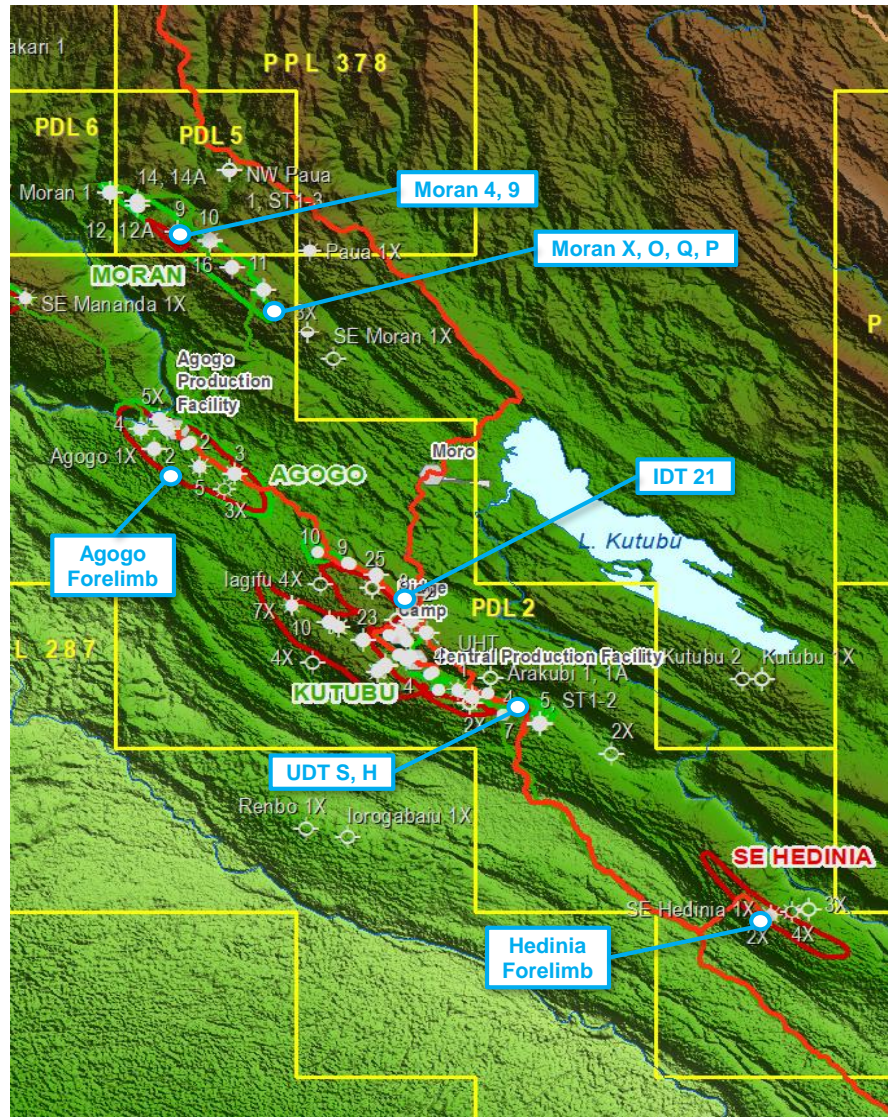 akari 1
PPL 378
PDL 6
PDL 5
14, 14A
NW Paua
1, ST1-3
Moran 1
Moran 4, 9
9
10
12, 12A
Paua 1X
Moran X, O, Q, P
16
11
MORAN
SE Mananda 1X
SE Moran 1X
Agogo
Production
Facility
5X
4
2
Agogo 1X
2
3
AGOGO
5
3X
Moro
IDT 21
Agogo
Forelimb
L. Kutubu
10
9
25
Iagifu 4X
Camp
PDL 2
7X
10
23
UHT
L 287
4X
Central Production Facility
Kutubu 2
Kutubu 1X
Arakubi 1, 1A
KUTUBU
4
4
5, ST1-2
2X
7
2X
UDT S, H
Renbo 1X
Iorogabaiu 1X
SE HEDINIA
SE Hedinia 1X
3X
2X
4X
Hedinia
Forelimb
P